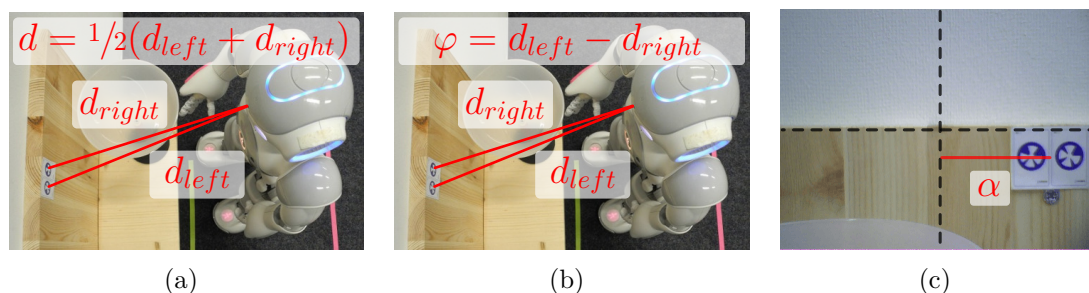 d = 1/2(d_left + d_right)
d_right
d_left
(a)
φ = d_left − d_right
d_right
d_left
(b)
α
(c)